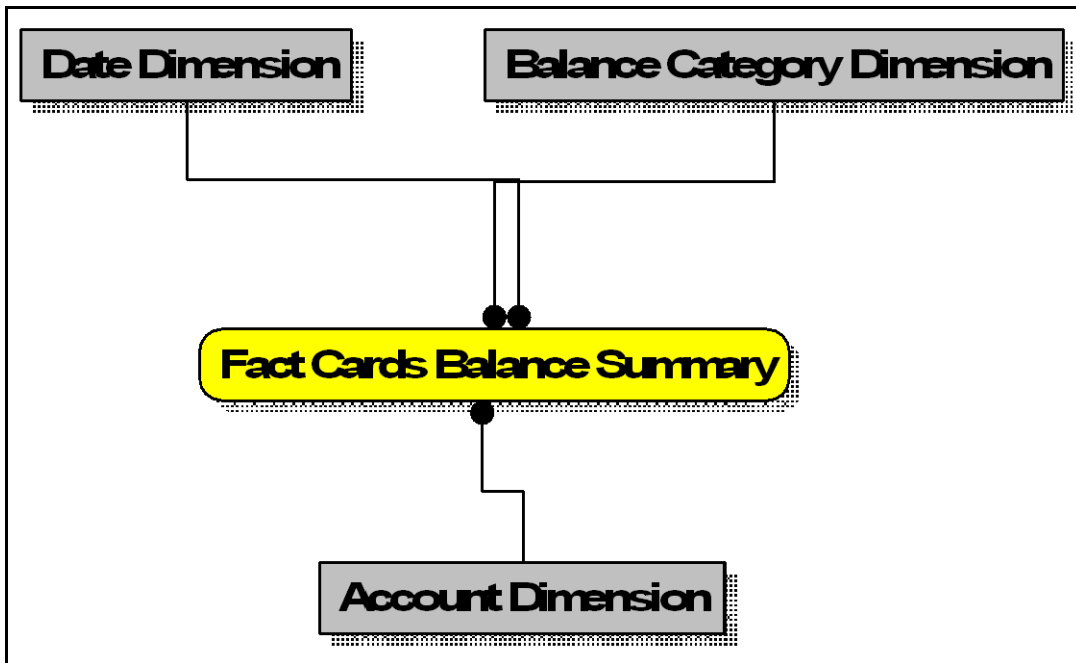 Date Dimension
Balance Category Dimension
Fact Cards Balance Summary
Account Dimension